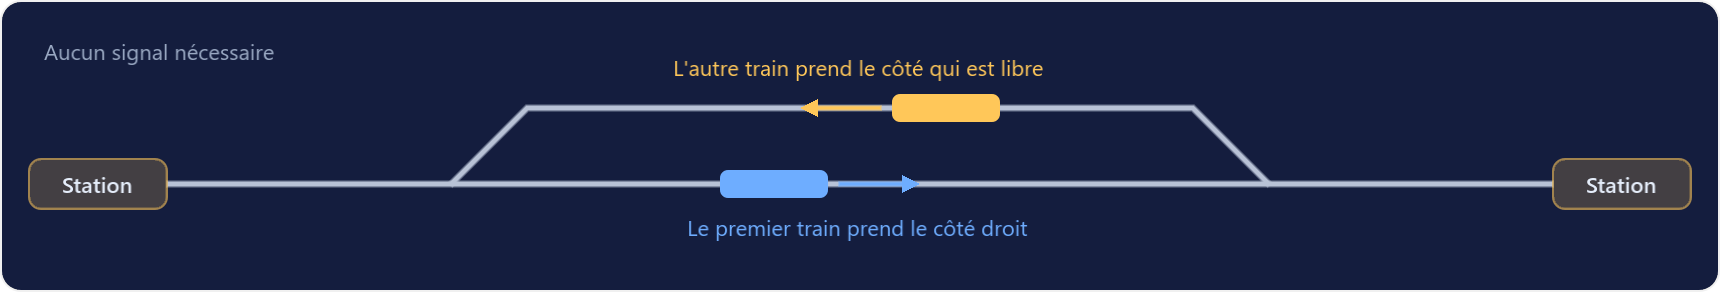 Aucun signal nécessaire
L'autre train prend le côté qui est libre
Station
Station
Le premier train prend le côté droit